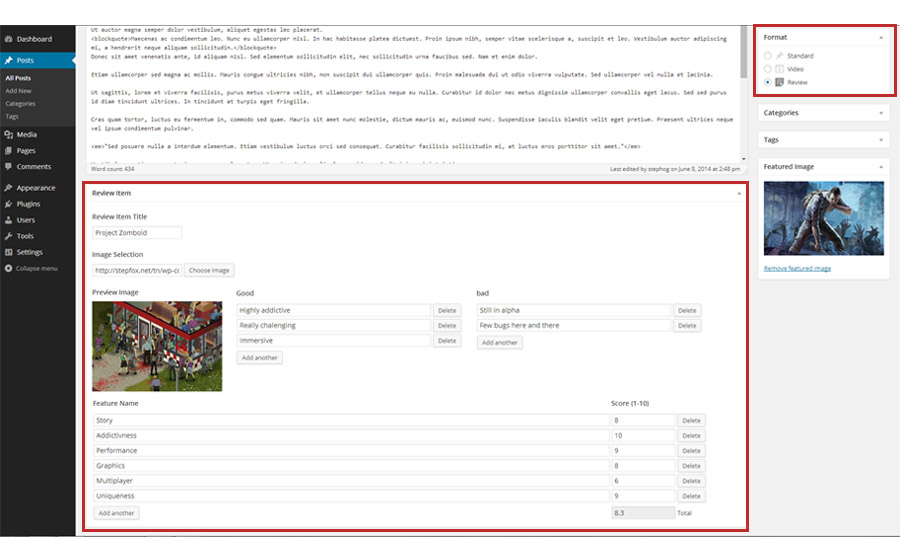 Dashboard
Posts
All Posts
Add New
Categories
Tags
Media
Pages
Comments
Appearance
Plugins
Users
Tools
Settings
Collapse menu
Ut auctor magna semper dolor vestibulum, aliquet egestas leo placerat.
<blockquote>Maecenas ac condimentum leo. Nunc eu ullamcorper nisl. In hac habitasse platea dictumst. Proin ipsum nibh, semper vitae scelerisque a, suscipit et leo. Vestibulum auctor adipiscing
mi, a hendrerit neque aliquam sollicitudin.</blockquote>
Donec sit amet venenatis ante, id aliquam nisl. Sed elementum sollicitudin elit, nec sollicitudin urna faucibus sed. Nam et enim dolor.
Etiam ullamcorper sed magna ac mollis. Mauris congue ultricies nibh, non suscipit dui ullamcorper quis. Proin malesuada dui ut odio viverra vulputate. Sed ullamcorper vel nulla et lacinia.
Ut sagittis, lorem et viverra facilisis, purus metus viverra velit, et ullamcorper tellus neque eu nulla. Curabitur id dolor nec metus dignissim ullamcorper convallis eget lacus. Sed sed purus
id diam tincidunt ultrices. In tincidunt at turpis eget fringilla.
Cras quam tortor, luctus eu fermentum in, commodo sed quam. Mauris sit amet nunc molestie, dictum mauris ac, euismod nunc. Suspendisse iaculis blandit velit eget pretium. Praesent ultrices neque
vel ipsum condimentum pulvinar.
<em>"Sed posuere nulla a interdum elementum. Etiam vestibulum luctus orci sed consequat. Curabitur facilisis sollicitudin mi, et luctus eros porttitor sit amet."</em>
Word count: 434
Last edited by stephog on June 8, 2014 at 2:48 pm
Review Item
Review Item Title
Project Zomboid
Image Selection
http://stepfox.net/tn/wp-cc Choose Image
Preview Image
Good
Highly addictive Delete
Really chalenging Delete
Immersive Delete
Add another
bad
Still in alpha Delete
Few bugs here and there Delete
Add another
Feature Name Score (1-10)
Story 8 Delete
Addictivness 10 Delete
Performance 9 Delete
Graphics 8 Delete
Multiplayer 6 Delete
Uniqueness 9 Delete
Add another 8.3 Total
Format
Standard
Video
Review
Categories
Tags
Featured Image
Remove featured image